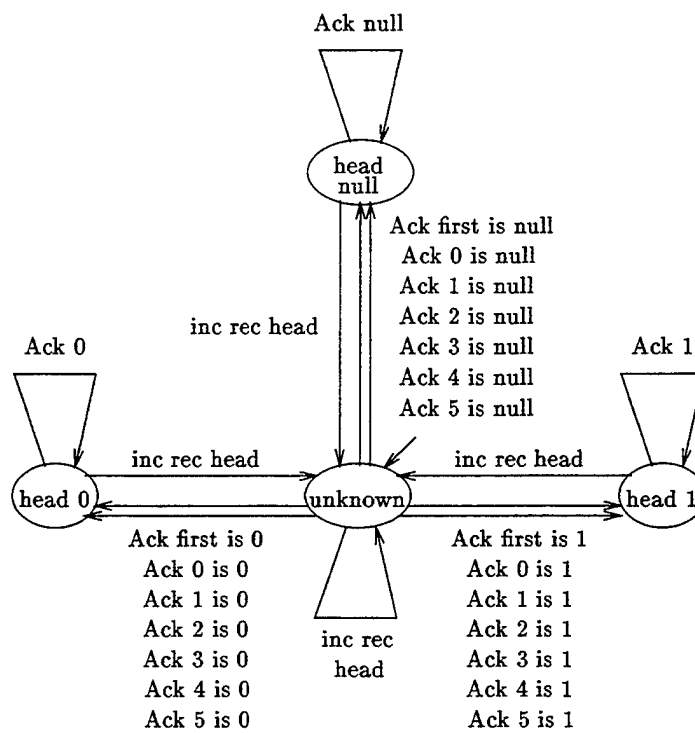 Ack null
head
null
Ack first is null
Ack 0 is null
Ack 1 is null
Ack 2 is null
Ack 3 is null
Ack 4 is null
Ack 5 is null
inc rec head
Ack 0
Ack 1
inc rec head
inc rec head
head 0
unknown
head 1
Ack first is 0
Ack 0 is 0
Ack 1 is 0
Ack 2 is 0
Ack 3 is 0
Ack 4 is 0
Ack 5 is 0
inc rec
head
Ack first is 1
Ack 0 is 1
Ack 1 is 1
Ack 2 is 1
Ack 3 is 1
Ack 4 is 1
Ack 5 is 1